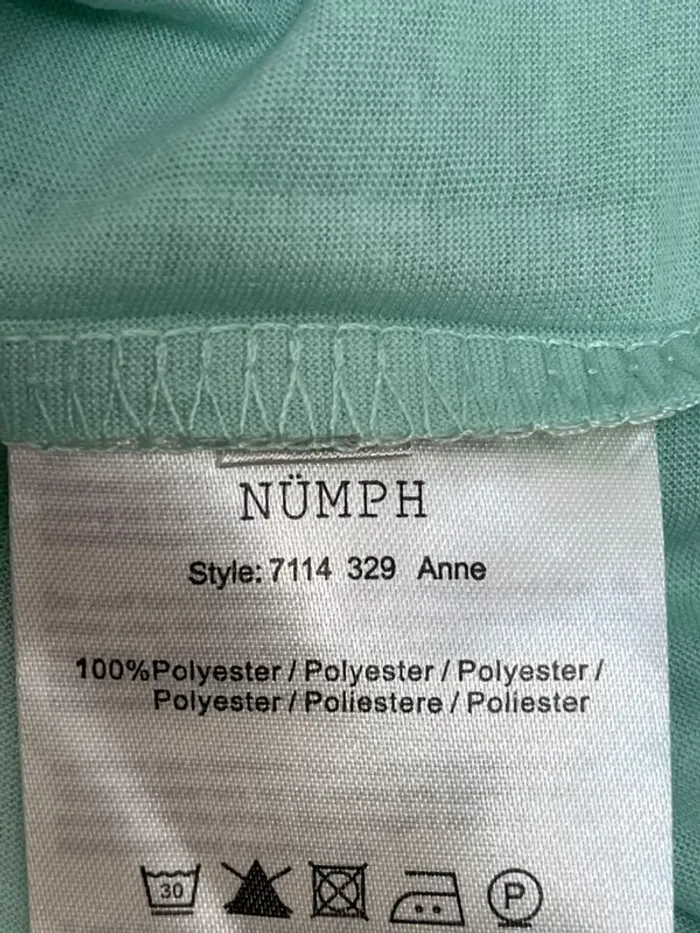 NÜMPH
Style: 7114 329 Anne
100%Polyester / Polyester / Polyester /
Polyester / Poliestere / Poliester
30
P